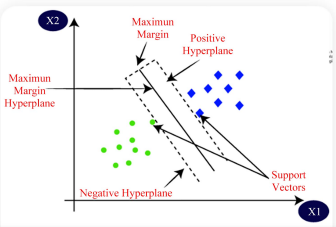 X2
Maximun
Margin
Positive
Hyperplane
Maximun
Margin
Hyperplane
Support
Vectors
Negative Hyperplane
X1